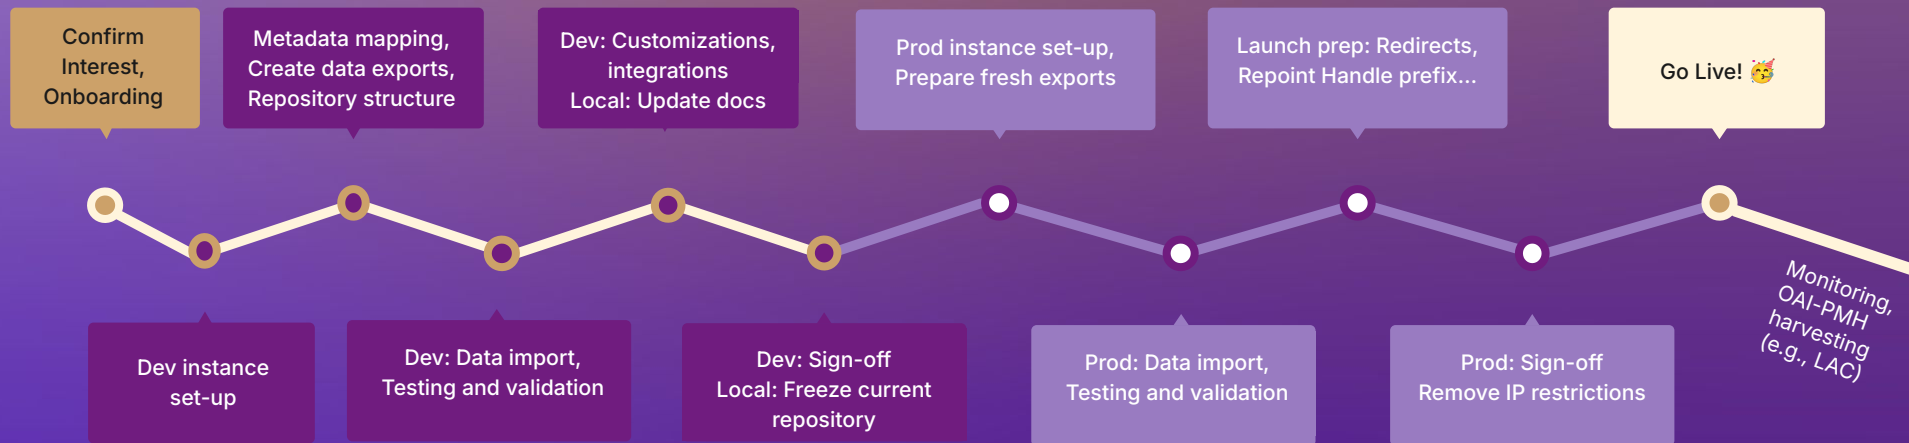 Confirm
Interest,
Onboarding
Dev instance
set-up
Metadata mapping,
Create data exports,
Repository structure
Dev: Data import,
Testing and validation
Dev: Customizations,
integrations
Local: Update docs
Dev: Sign-off
Local: Freeze current
repository
Prod instance set-up,
Prepare fresh exports
Prod: Data import,
Testing and validation
Launch prep: Redirects,
Repoint Handle prefix...
Prod: Sign-off
Remove IP restrictions
Go Live! 🥳
Monitoring,
OAI-PMH
harvesting
(e.g., LAC)